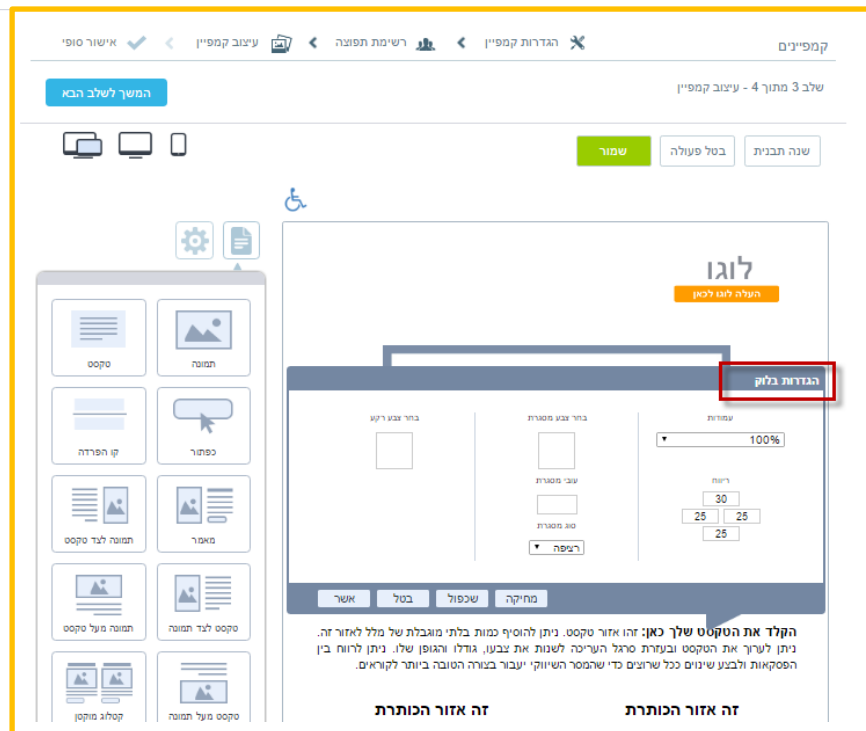 קמפיינים
הגדרות קמפיין
רשימת תפוצה
עיצוב קמפיין
אישור סופי
שלב 3 מתוך 4 - עיצוב קמפיין
המשך לשלב הבא
שנה תבנית
בטל פעולה
שמור
לוגו
העלה לוגו לכאן
הגדרות בלוק
עמודות
100%
ריווח
30
25 25
25
בחר צבע מסגרת
עובי מסגרת
סוג מסגרת
רציפה
בחר צבע רקע
מחיקה
שכפול
בטל
אשר
הקלד את הטקסט שלך כאן: זהו אזור טקסט. ניתן להוסיף כמות בלתי מוגבלת של מלל לאזור זה.
ניתן לערוך את הטקסט ובעזרת סרגל העריכה לשנות את צבעו, גודלו והגופן שלו. ניתן לרווח בין
הפסקאות ולבצע שינוים ככל שרוצים כדי שהמסר השיווקי יעבור בצורה הטובה ביותר לקוראים.
זה אזור הכותרת
זה אזור הכותרת
תמונה
טקסט
כפתור
קו הפרדה
מאמר
תמונה לצד טקסט
טקסט לצד תמונה
תמונה מעל טקסט
טקסט מעל תמונה
קטלוג מוקטן